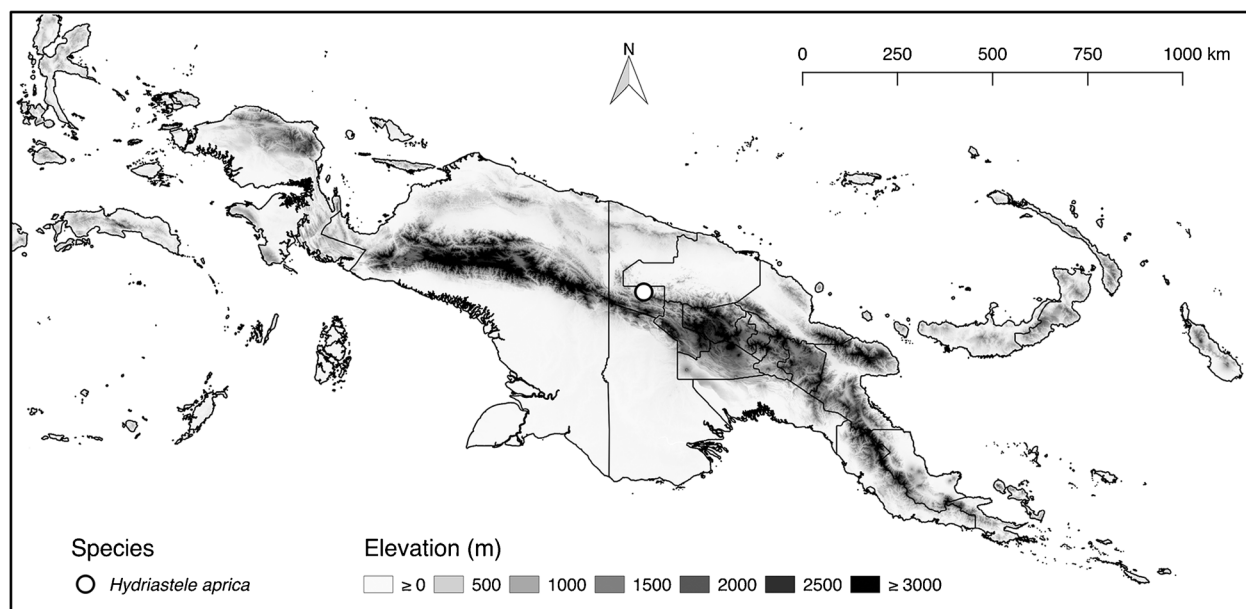 N
0 250 500 750 1000 km
Species
Hydriastele aprica
Elevation (m)
≥ 0 500 1000 1500 2000 2500 ≥ 3000